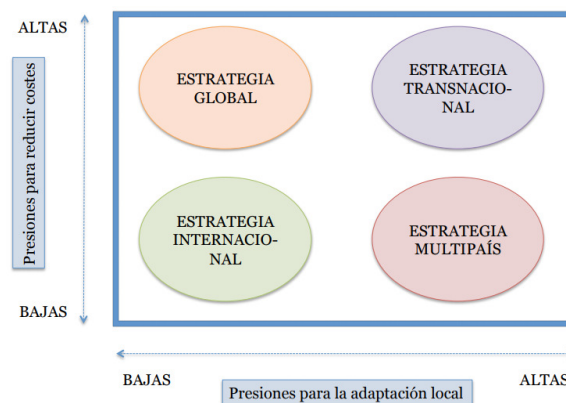 ALTAS
Presiones para reducir costes
BAJAS
ESTRATEGIA
GLOBAL
ESTRATEGIA
TRANSNACIO-
NAL
ESTRATEGIA
INTERNACIO-
NAL
ESTRATEGIA
MULTIPAÍS
BAJAS
Presiones para la adaptación local
ALTAS